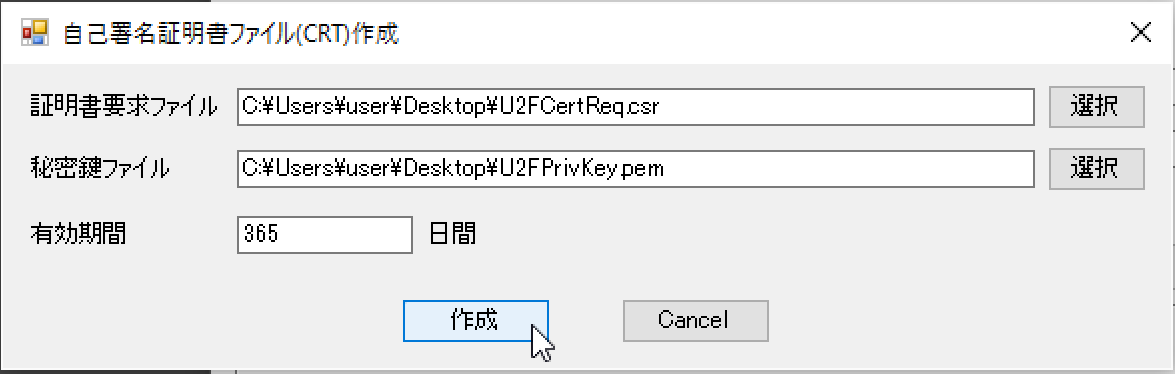 自己署名証明書ファイル(CRT)作成
証明書要求ファイル C:¥Users¥user¥Desktop¥U2FCertReq.csr 選択
秘密鍵ファイル C:¥Users¥user¥Desktop¥U2FPrivKey.pem 選択
有効期間 365 日間
作成 Cancel